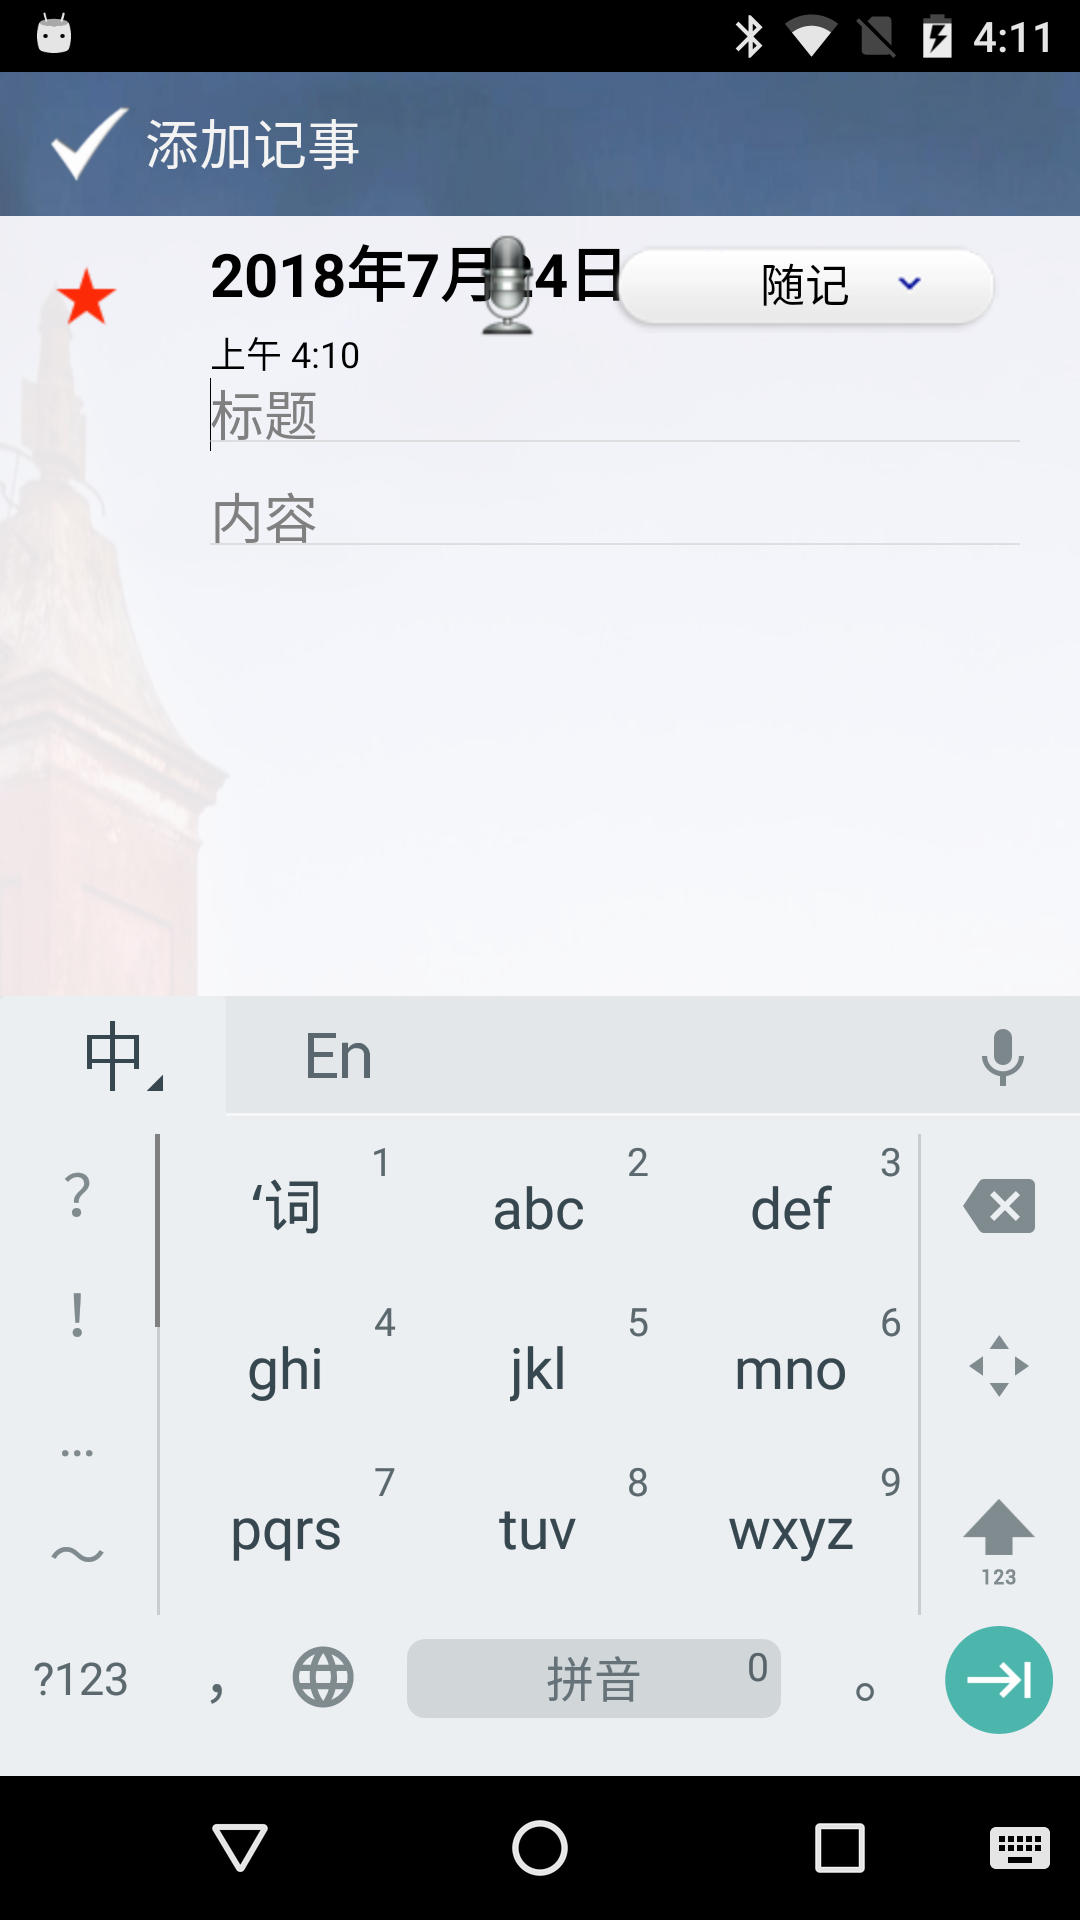 4:11
添加记事
2018年7月24日
随记
上午 4:10
标题
内容
中 En
? ‘词 1 abc 2 def 3
! ghi 4 jkl 5 mno 6
… pqrs 7 tuv 8 wxyz 9
～ 123
?123 ， 拼音 0 。